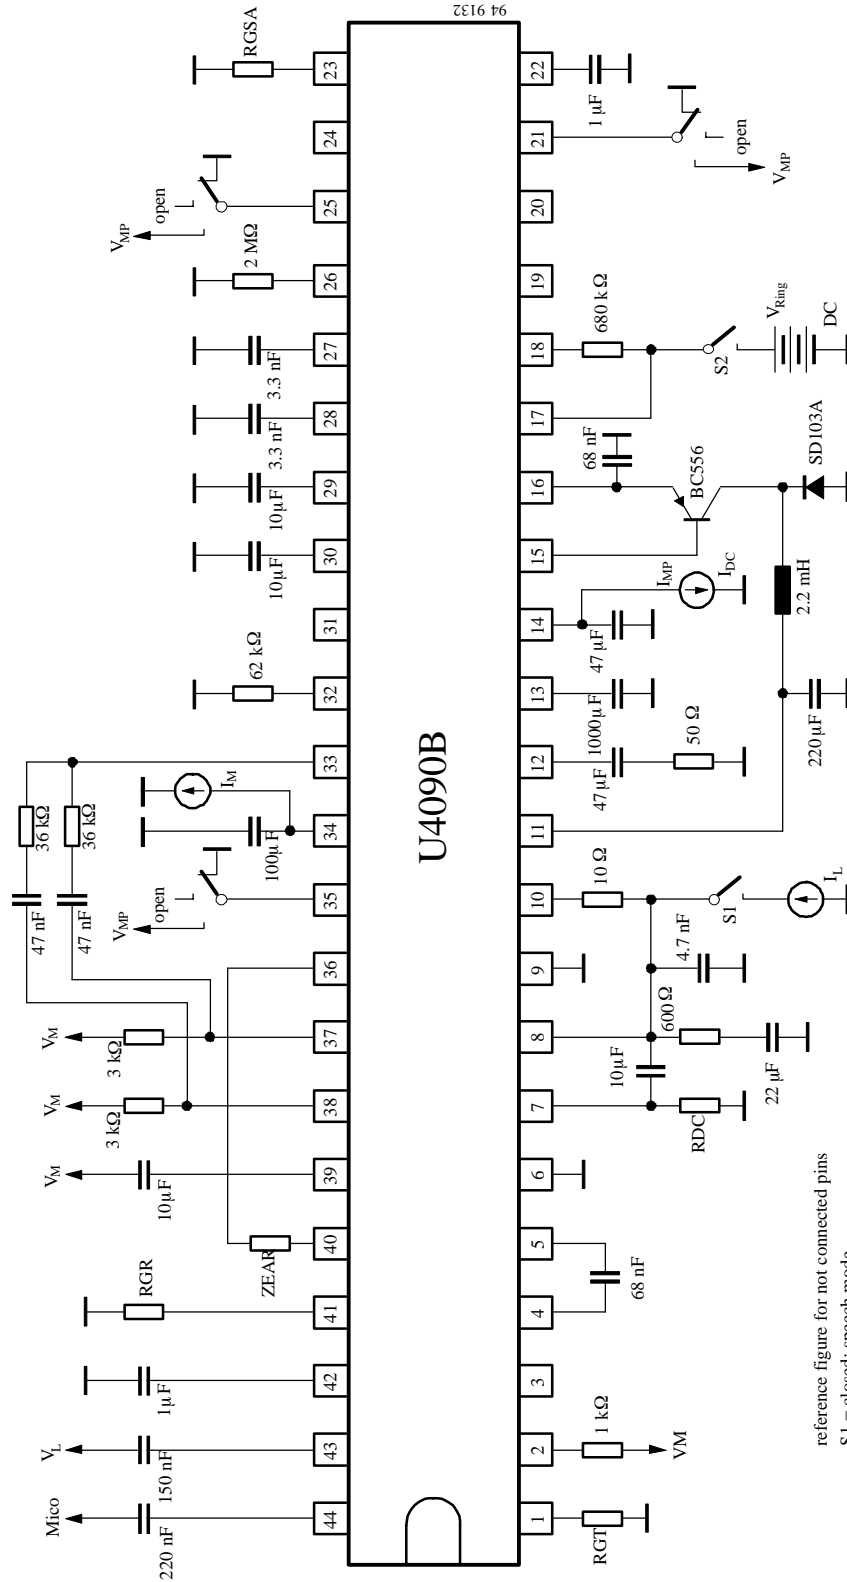 94 9132
RGSA
23
22
1 µF
24
21
open
V_MP
open
V_MP
25
20
2 MΩ
26
19
3.3 nF
27
18
680 kΩ
S2
V_Ring
DC
3.3 nF
28
17
10µF
29
16
68 nF
BC556
SD103A
10µF
30
15
I_MP
I_DC
31
14
47 µF
2.2 mH
62 kΩ
32
13
1000µF
36 kΩ
36 kΩ
I_M
33
12
47µF
50 Ω
220 µF
U4090B
100µ F
34
11
47 nF
47 nF
V_MP
open
35
10
10 Ω
S1
I_L
36
9
4.7 nF
V_M
3 kΩ
37
8
600 Ω
22 µF
10µF
V_M
3 kΩ
38
7
RDC
V_M
10µF
39
6
ZEAR
40
5
68 nF
RGR
41
4
1µF
42
3
V_L
150 nF
43
2
1 kΩ
VM
Mico
220 nF
44
1
RGT
reference figure for not connected pins
S1 = closed: speech mode